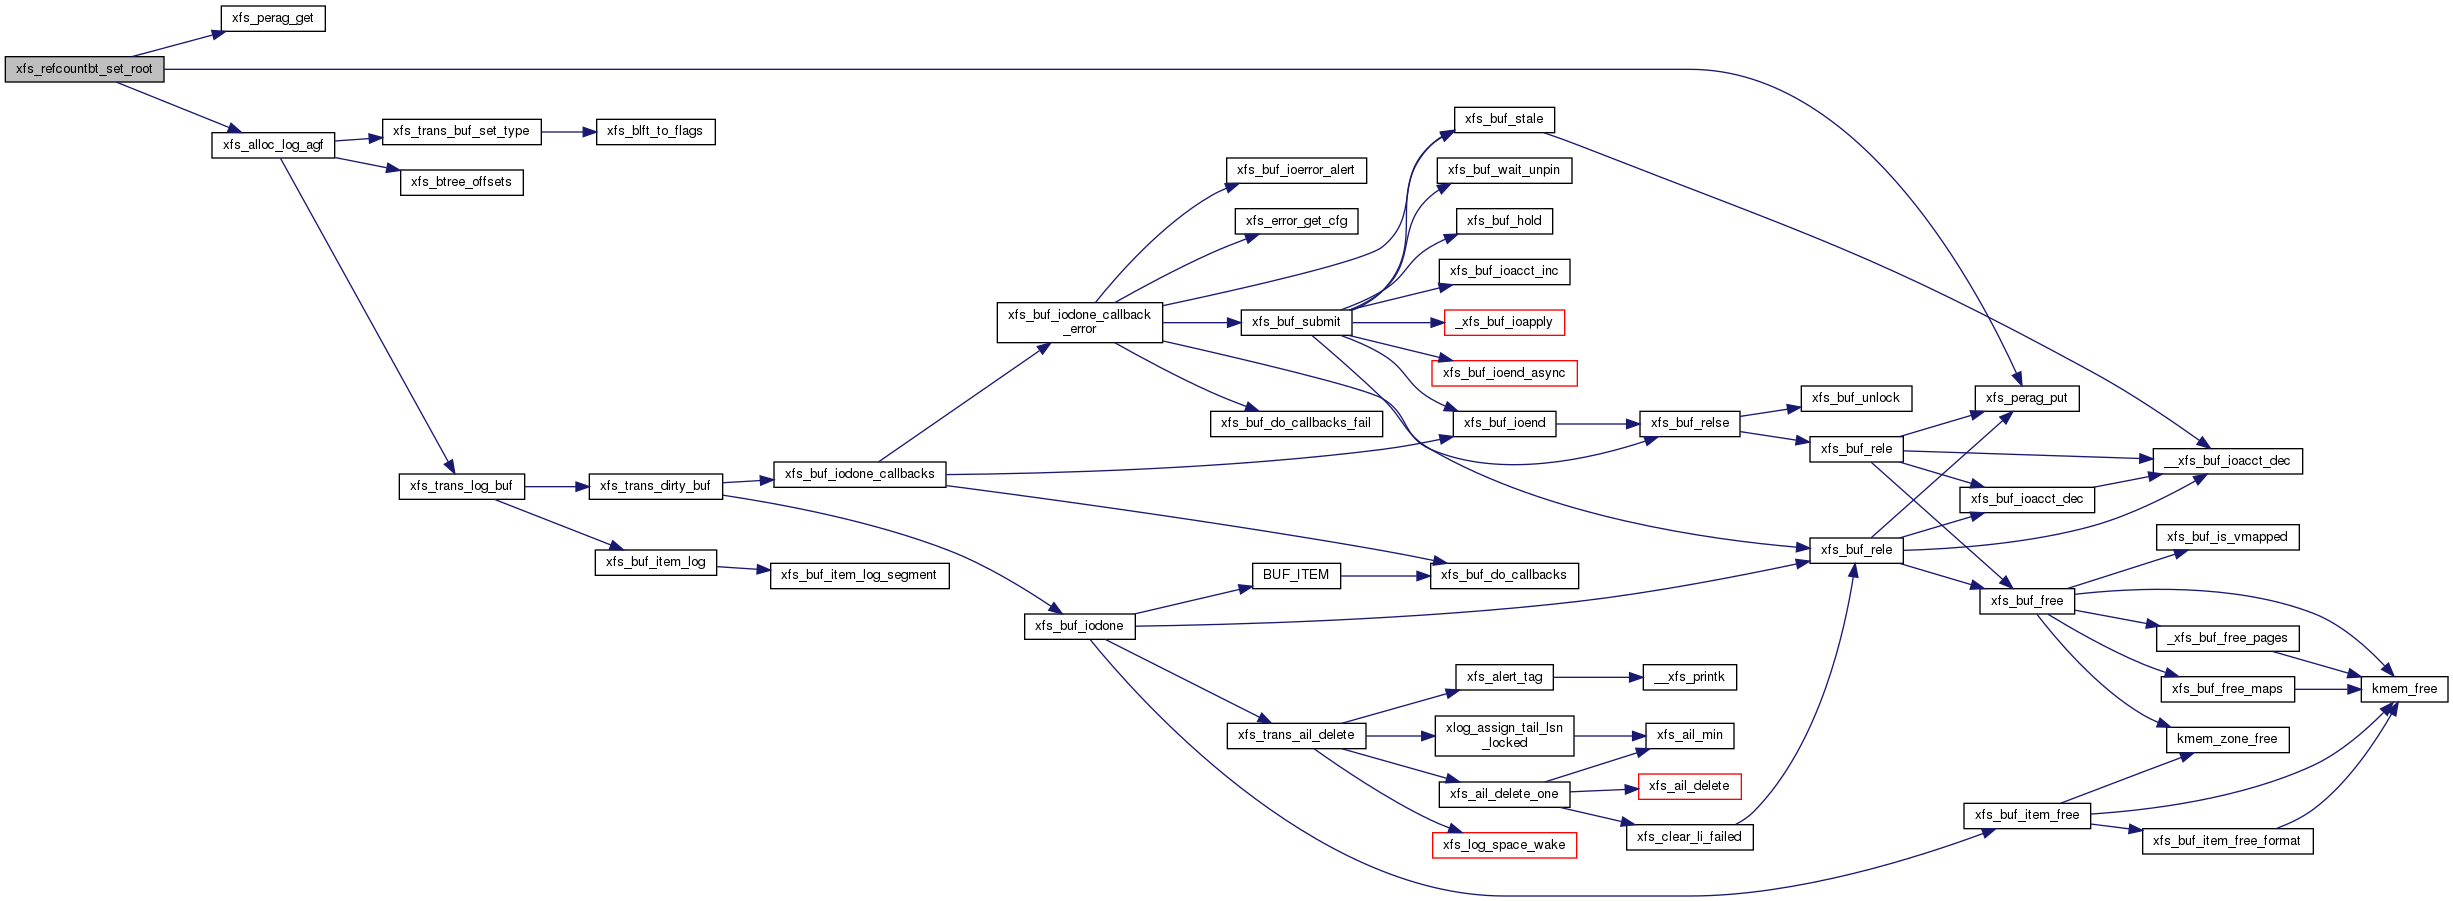 xfs_perag_get
xfs_refcountbt_set_root
xfs_buf_stale
xfs_trans_buf_set_type
xfs_blft_to_flags
xfs_alloc_log_agf
xfs_buf_ioerror_alert
xfs_buf_wait_unpin
xfs_btree_offsets
xfs_error_get_cfg
xfs_buf_hold
xfs_buf_ioacct_inc
xfs_buf_iodone_callback
_error
xfs_buf_submit
_xfs_buf_ioapply
xfs_buf_ioend_async
xfs_buf_unlock
xfs_perag_put
xfs_buf_do_callbacks_fail
xfs_buf_ioend
xfs_buf_relse
xfs_buf_rele
__xfs_buf_ioacct_dec
xfs_buf_iodone_callbacks
xfs_trans_log_buf
xfs_trans_dirty_buf
xfs_buf_ioacct_dec
xfs_buf_is_vmapped
xfs_buf_rele
xfs_buf_item_log
xfs_buf_item_log_segment
BUF_ITEM
xfs_buf_do_callbacks
xfs_buf_free
xfs_buf_iodone
_xfs_buf_free_pages
xfs_alert_tag
__xfs_printk
xfs_buf_free_maps
kmem_free
xfs_trans_ail_delete
xlog_assign_tail_lsn
_locked
xfs_ail_min
kmem_zone_free
xfs_ail_delete_one
xfs_ail_delete
xfs_buf_item_free
xfs_log_space_wake
xfs_clear_li_failed
xfs_buf_item_free_format